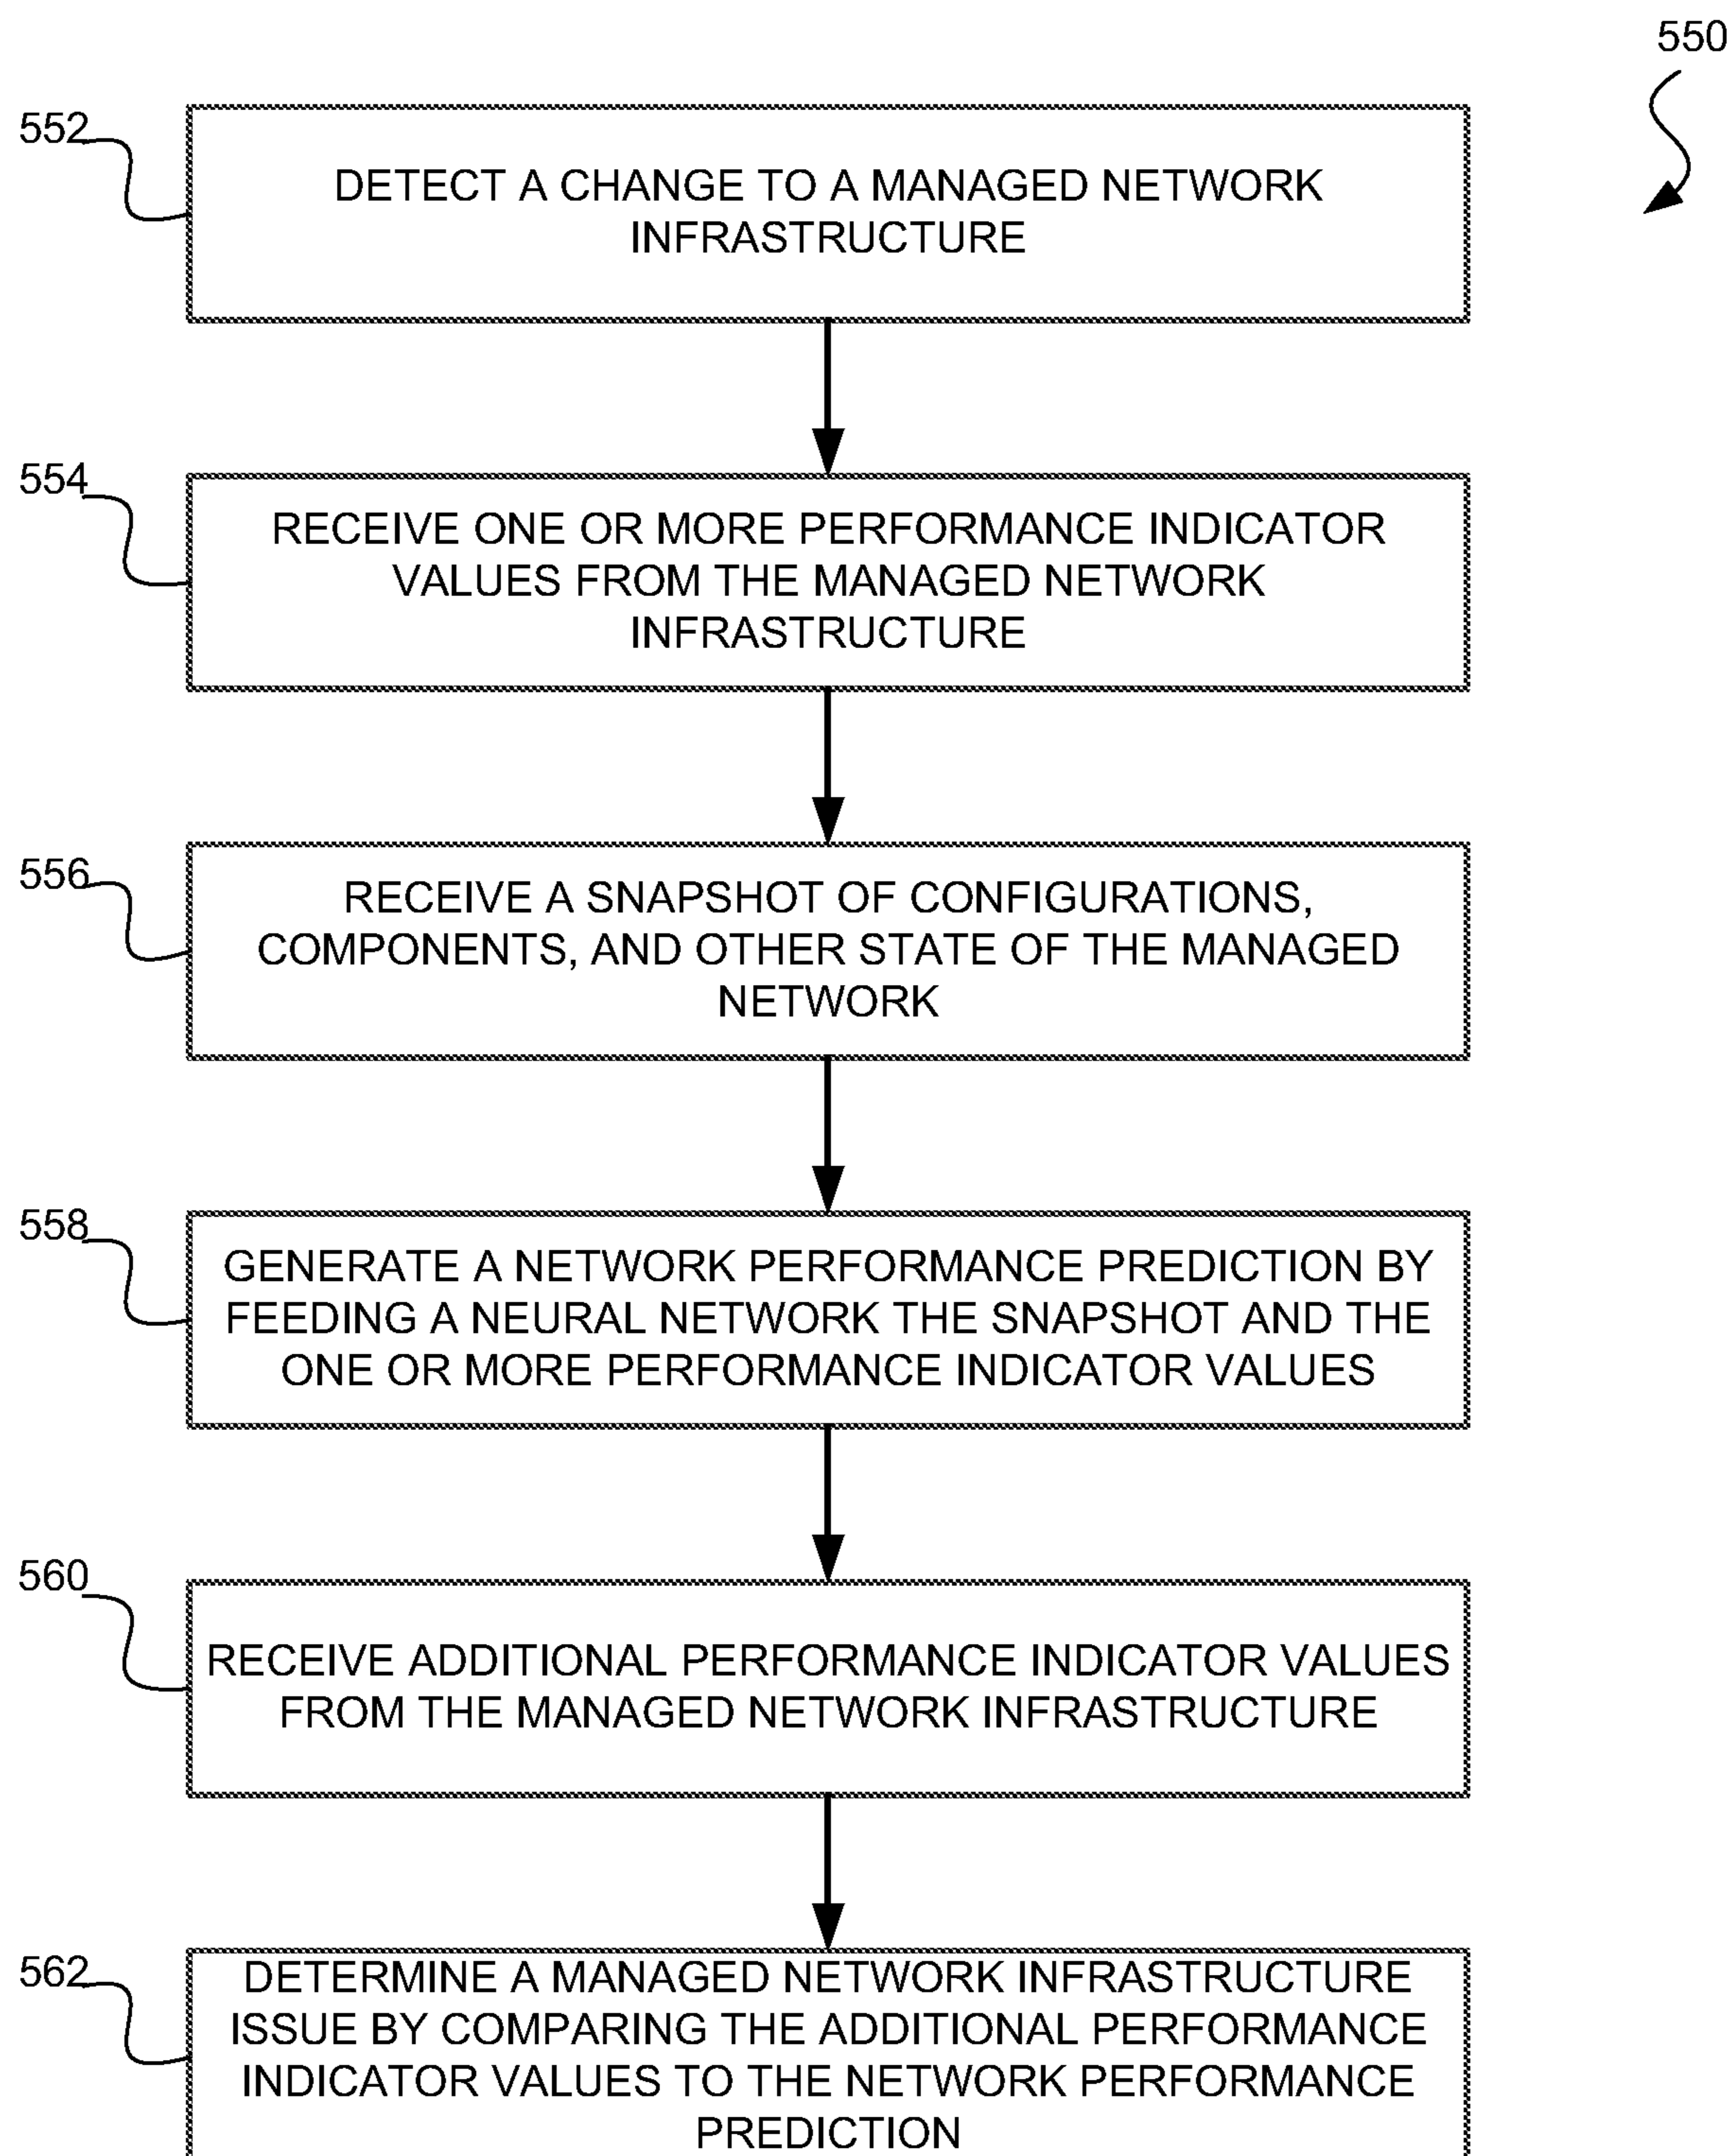 550
552
DETECT A CHANGE TO A MANAGED NETWORK
INFRASTRUCTURE
554
RECEIVE ONE OR MORE PERFORMANCE INDICATOR
VALUES FROM THE MANAGED NETWORK
INFRASTRUCTURE
556
RECEIVE A SNAPSHOT OF CONFIGURATIONS,
COMPONENTS, AND OTHER STATE OF THE MANAGED
NETWORK
558
GENERATE A NETWORK PERFORMANCE PREDICTION BY
FEEDING A NEURAL NETWORK THE SNAPSHOT AND THE
ONE OR MORE PERFORMANCE INDICATOR VALUES
560
RECEIVE ADDITIONAL PERFORMANCE INDICATOR VALUES
FROM THE MANAGED NETWORK INFRASTRUCTURE
562
DETERMINE A MANAGED NETWORK INFRASTRUCTURE
ISSUE BY COMPARING THE ADDITIONAL PERFORMANCE
INDICATOR VALUES TO THE NETWORK PERFORMANCE
PREDICTION